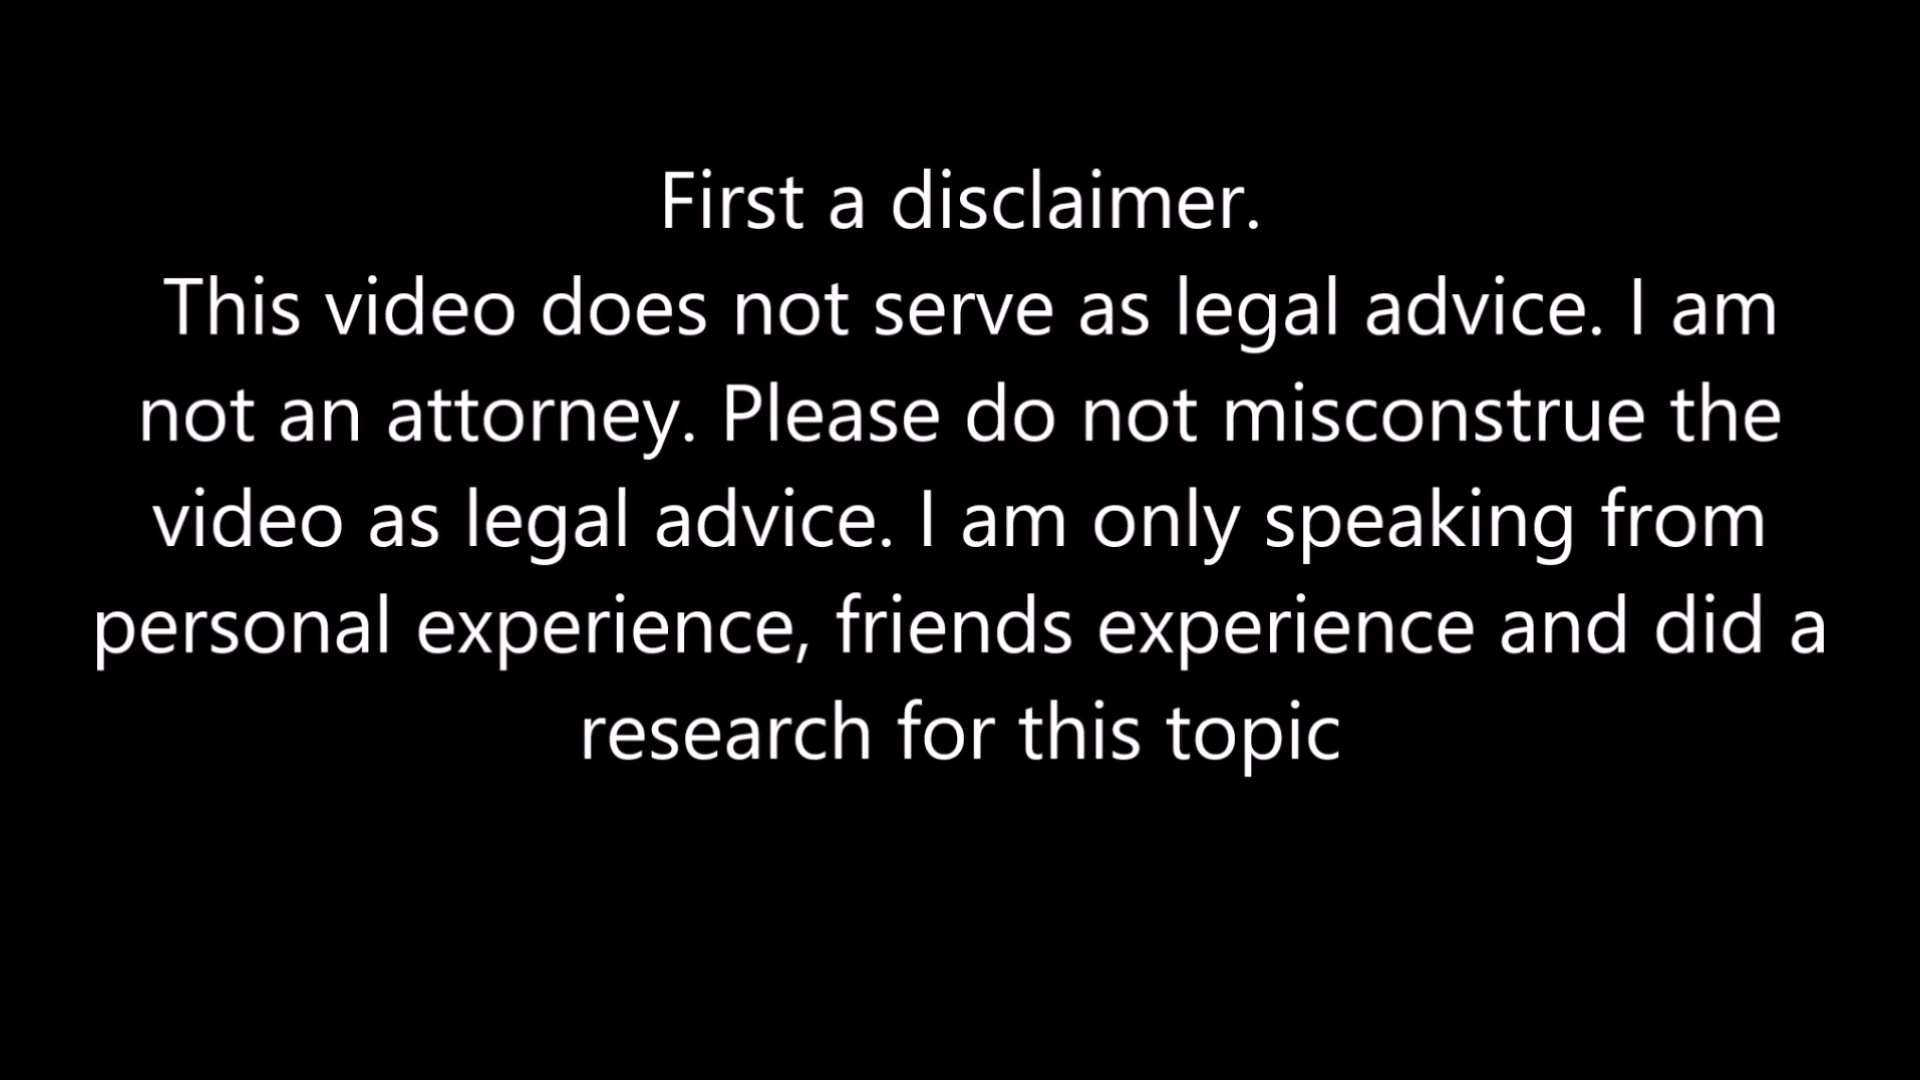 First a disclaimer.
This video does not serve as legal advice. I am
not an attorney. Please do not misconstrue the
video as legal advice. I am only speaking from
personal experience, friends experience and did a
research for this topic